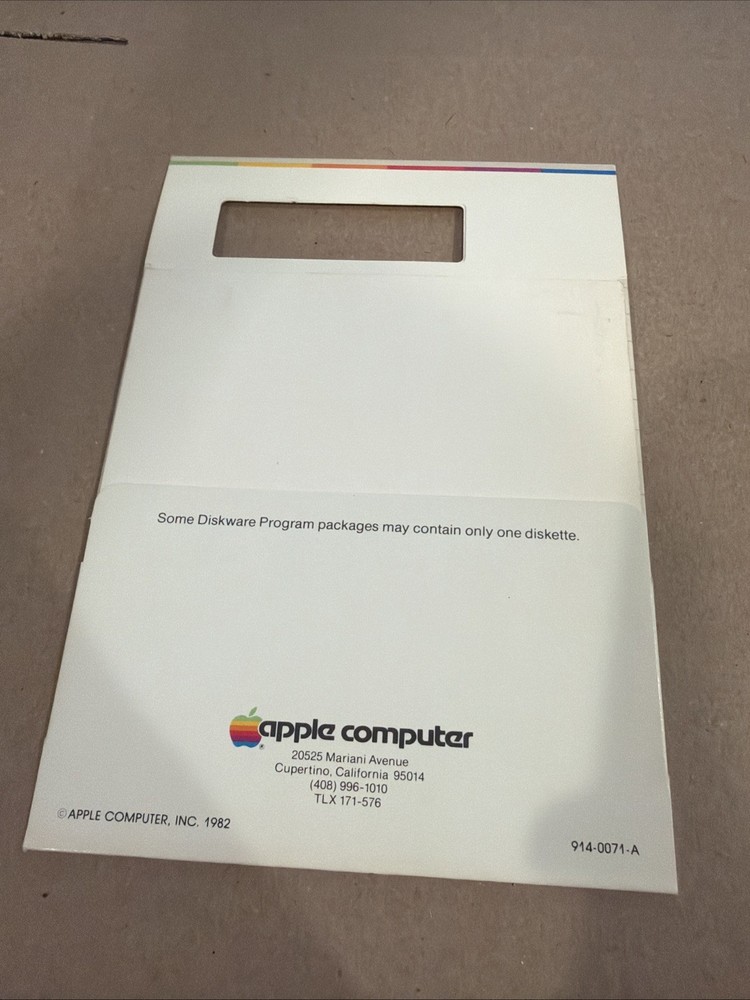 Some Diskware Program packages may contain only one diskette.
apple computer
®
20525 Mariani Avenue
Cupertino, California 95014
(408) 996-1010
TLX 171-576
©APPLE COMPUTER, INC. 1982
914-0071-A